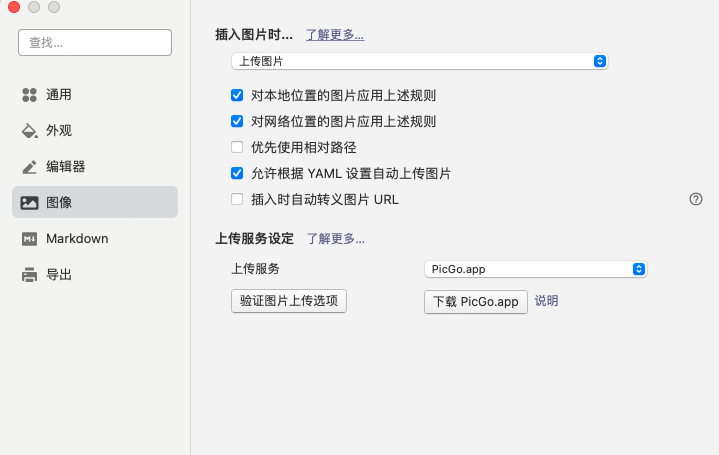 查找...
通用
外观
编辑器
图像
Markdown
导出
插入图片时... 了解更多...
上传图片
对本地位置的图片应用上述规则
对网络位置的图片应用上述规则
优先使用相对路径
允许根据 YAML 设置自动上传图片
插入时自动转义图片 URL
上传服务设定 了解更多...
上传服务 PicGo.app
验证图片上传选项 下载 PicGo.app 说明